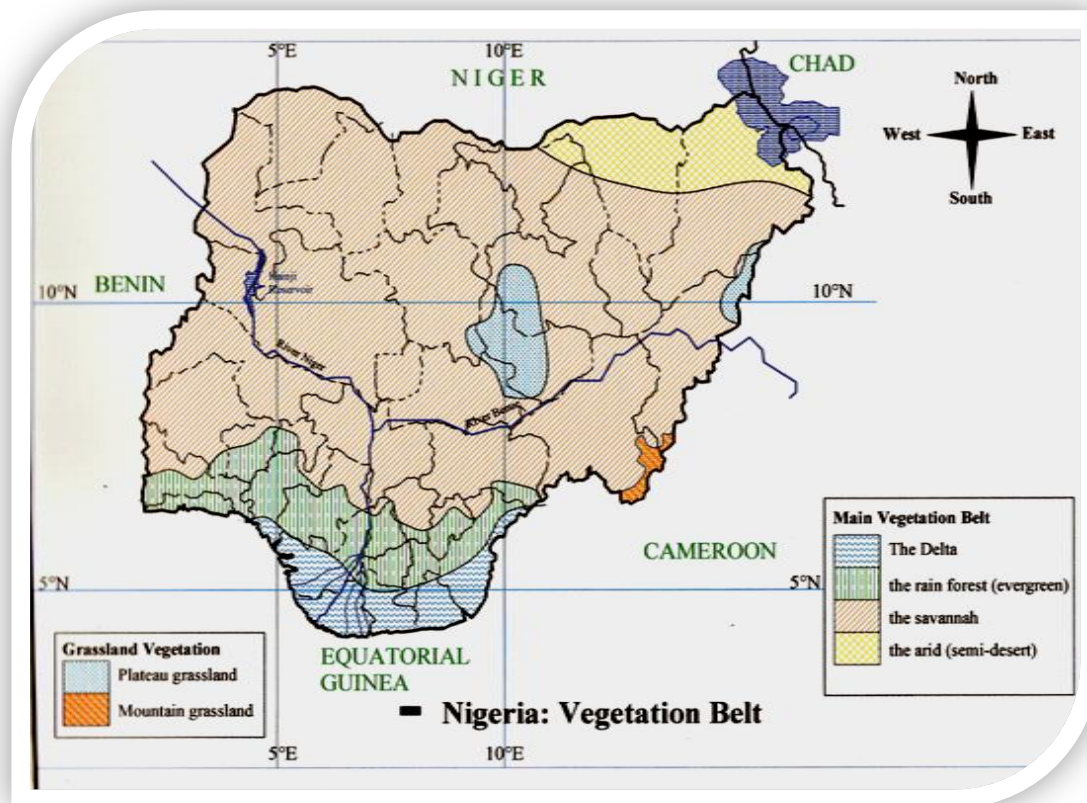 5°E
10°E
NIGER
CHAD
North
West
East
South
BENIN
Reservoir
10°N
10°N
River Niger
River Benue
Main Vegetation Belt
The Delta
the rain forest (evergreen)
the savannah
the arid (semi-desert)
CAMEROON
5°N
5°N
Grassland Vegetation
Plateau grassland
Mountain grassland
EQUATORIAL
GUINEA
Nigeria: Vegetation Belt
5°E
10°E